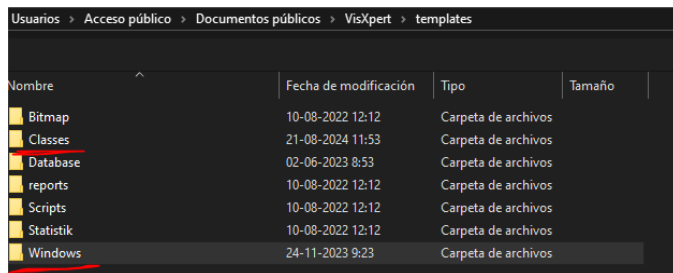 Usuarios > Acceso público > Documentos públicos > VisXpert > templates
Nombre Fecha de modificación Tipo Tamaño
Bitmap 10-08-2022 12:12 Carpeta de archivos
Classes 21-08-2024 11:53 Carpeta de archivos
Database 02-06-2023 8:53 Carpeta de archivos
reports 10-08-2022 12:12 Carpeta de archivos
Scripts 10-08-2022 12:12 Carpeta de archivos
Statistik 10-08-2022 12:12 Carpeta de archivos
Windows 24-11-2023 9:23 Carpeta de archivos